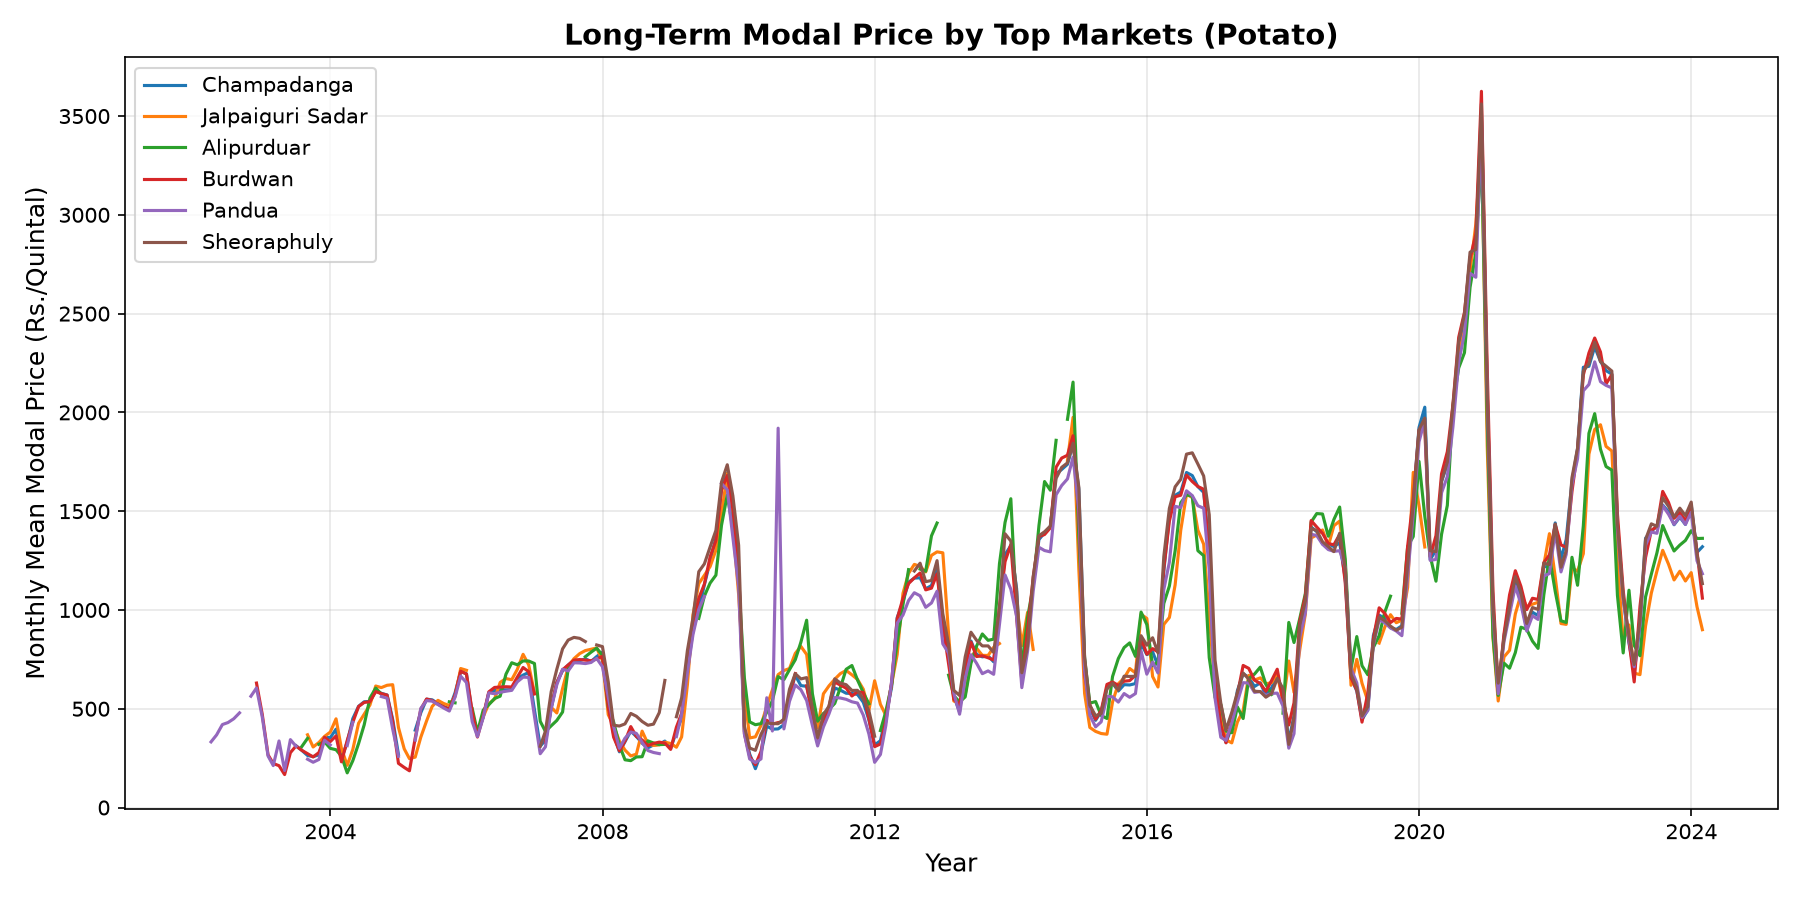 Long-Term Modal Price by Top Markets (Potato)
Champadanga
Jalpaiguri Sadar
Alipurduar
Burdwan
Pandua
Sheoraphuly
Monthly Mean Modal Price (Rs./Quintal)
3500
3000
2500
2000
1500
1000
500
0
2004 2008 2012 2016 2020 2024
Year